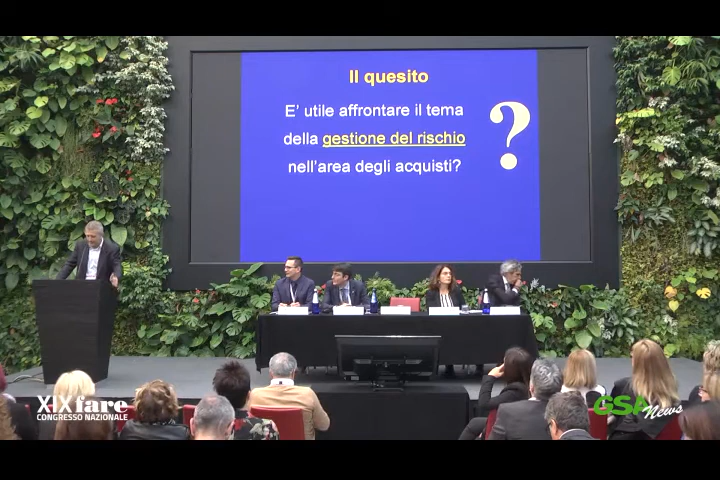 Il quesito
E' utile affrontare il tema
della gestione del rischio
nell'area degli acquisti?
?
XIX fare
CONGRESSO NAZIONALE
GSA News